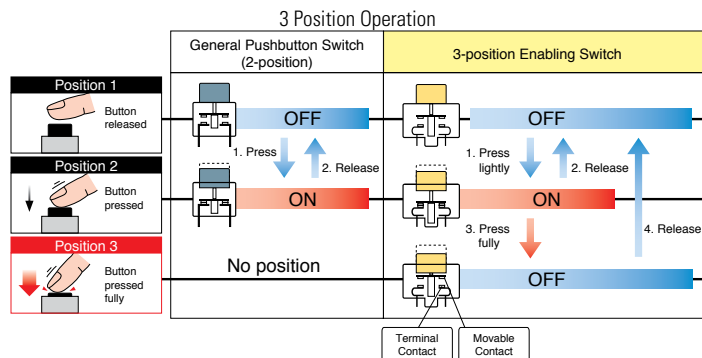 3 Position Operation
General Pushbutton Switch
(2-position)
3-position Enabling Switch
Position 1
Button
released
OFF
OFF
1. Press
2. Release
1. Press
lightly
2. Release
Position 2
Button
pressed
ON
ON
3. Press
fully
4. Release
Position 3
Button
pressed
fully
No position
OFF
Terminal
Contact
Movable
Contact